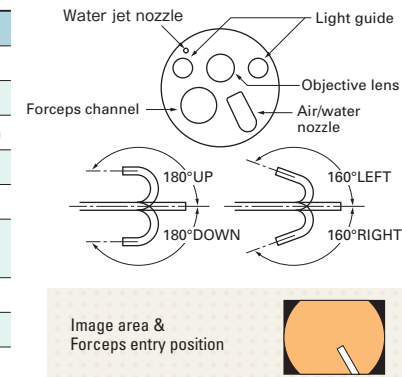 Water jet nozzle
Light guide
Objective lens
Forceps channel
Air/water
nozzle
180°UP
160°LEFT
180°DOWN
160°RIGHT
Image area &
Forceps entry position